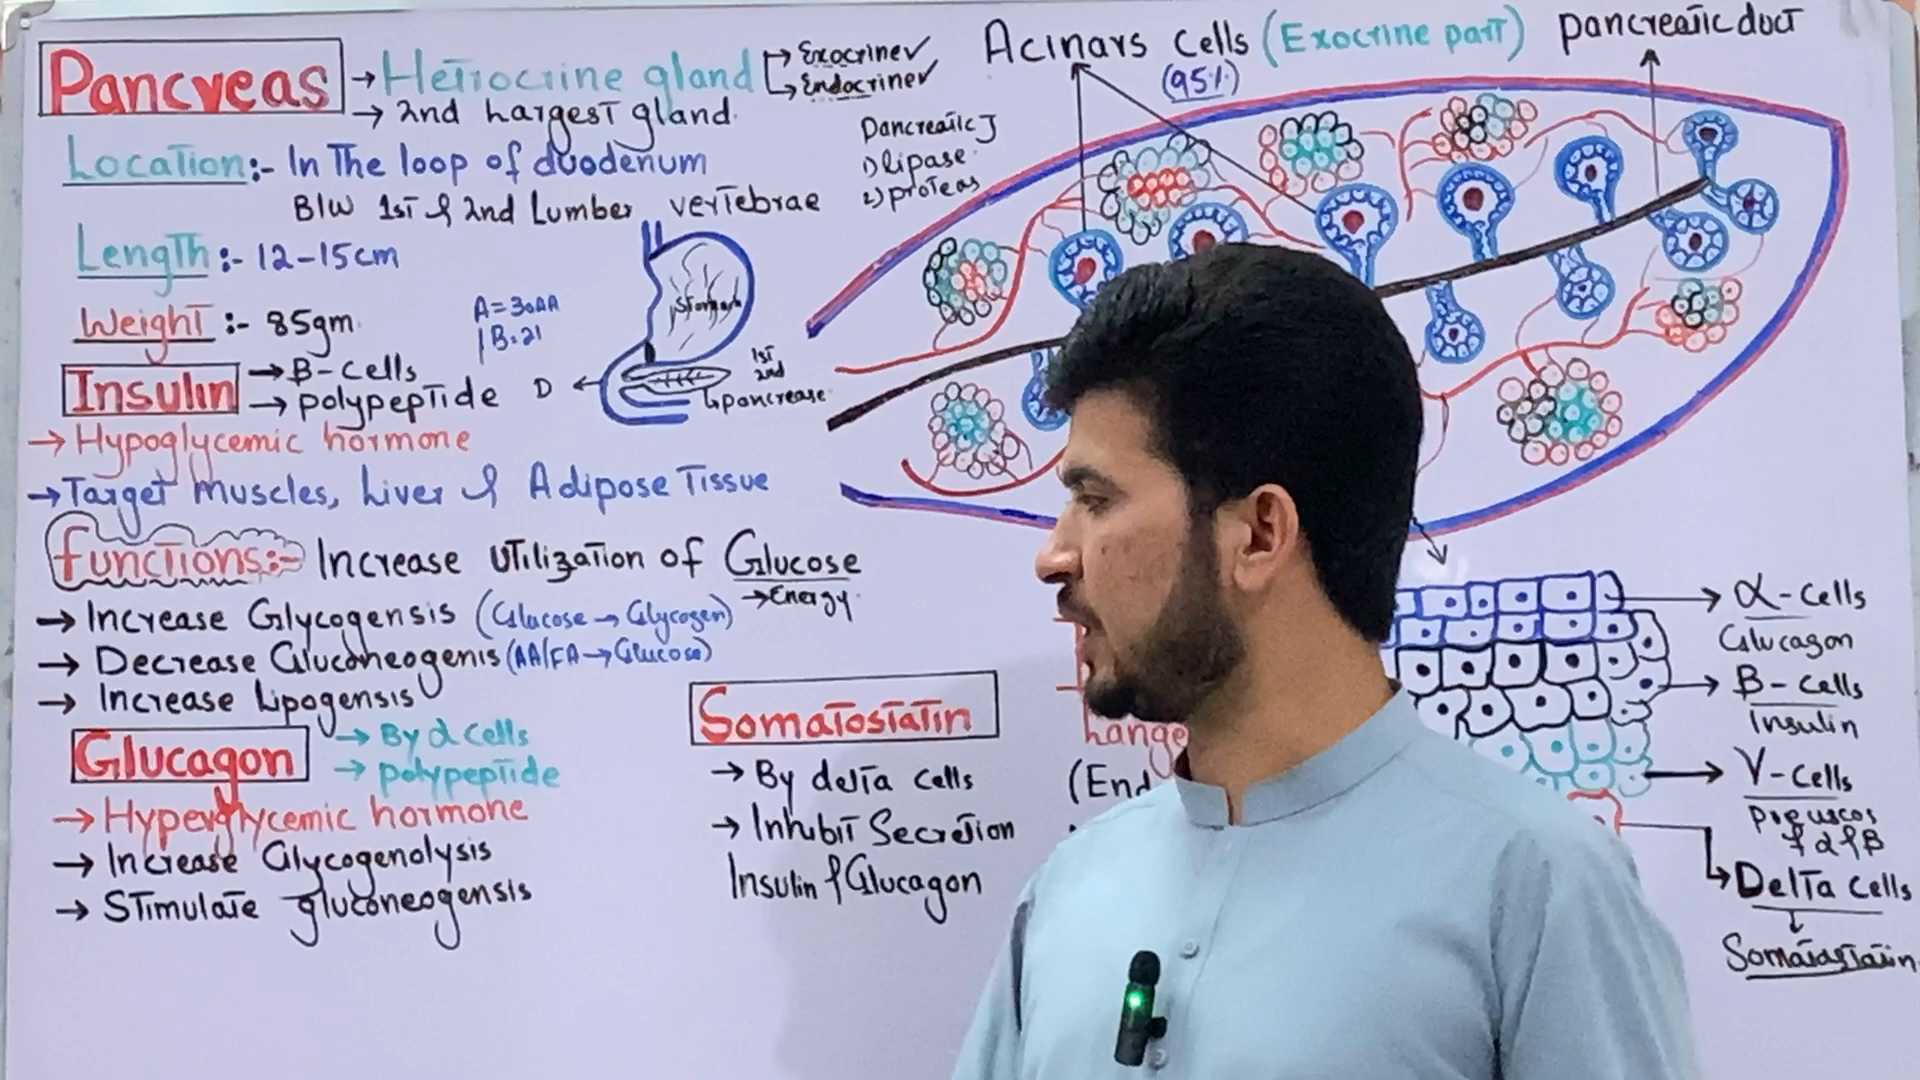 Pancreas → Hetrocrine gland → Exocrine✓
→ Endocrine✓
→ 2nd Largest gland.
Location:- In The loop of duodenum
B/W 1st & 2nd Lumber vertebrae
Length:- 12-15cm
Weight:- 85gm
A=30AA
B=21
Stomach
1st
2nd
D
pancrease
Insulin → B-cells
→ polypeptide
→ Hypoglycemic hormone
→ Target Muscles, Liver & Adipose Tissue
functions:- Increase Utilization of Glucose
→ Energy.
→ Increase Glycogensis (Glucose → Glycogen)
→ Decrease Gluconeogenis (AA/FA → Glucose)
→ Increase Lipogensis
Glucagon → By α cells
→ polypeptide
→ Hyperglycemic hormone
→ Increase Glycogenolysis
→ Stimulate gluconeogensis
Somatostatin
→ By delta cells
→ Inhibit Secretion
Insulin & Glucagon
Acinars Cells (Exocrine part)
(95%)
pancreatic duct
Pancreatic J
1) lipase
2) proteas
Lange
(End
α-Cells
Glucagon
B-Cells
Insulin
V-Cells
α & B
Delta Cells
Somatostatin